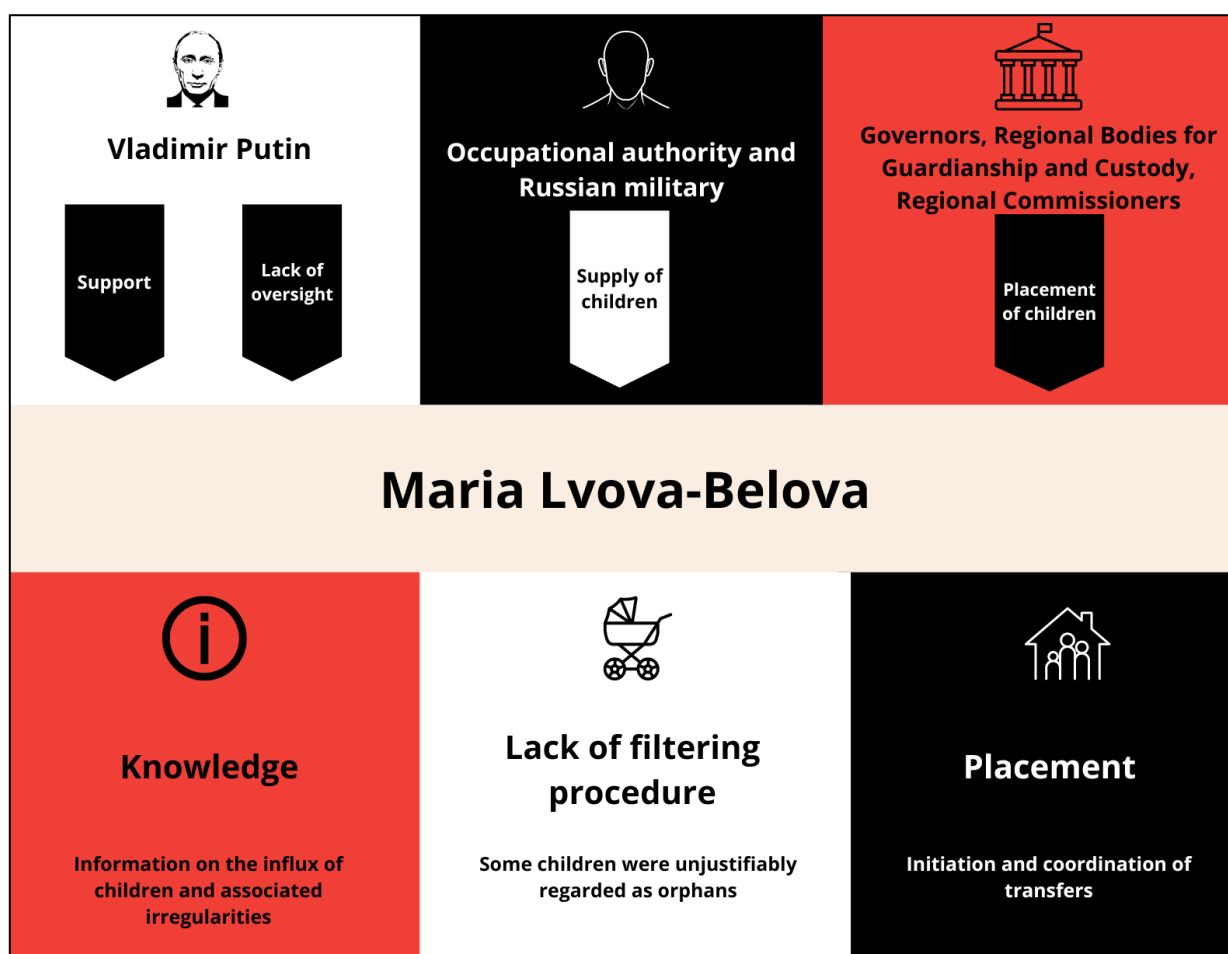 Vladimir Putin
Support
Lack of
oversight
Occupational authority and
Russian military
Supply of
children
Governors, Regional Bodies for
Guardianship and Custody,
Regional Commissioners
Placement
of children
Maria Lvova-Belova
Knowledge
Information on the influx of
children and associated
irregularities
Lack of filtering
procedure
Some children were unjustifiably
regarded as orphans
Placement
Initiation and coordination of
transfers